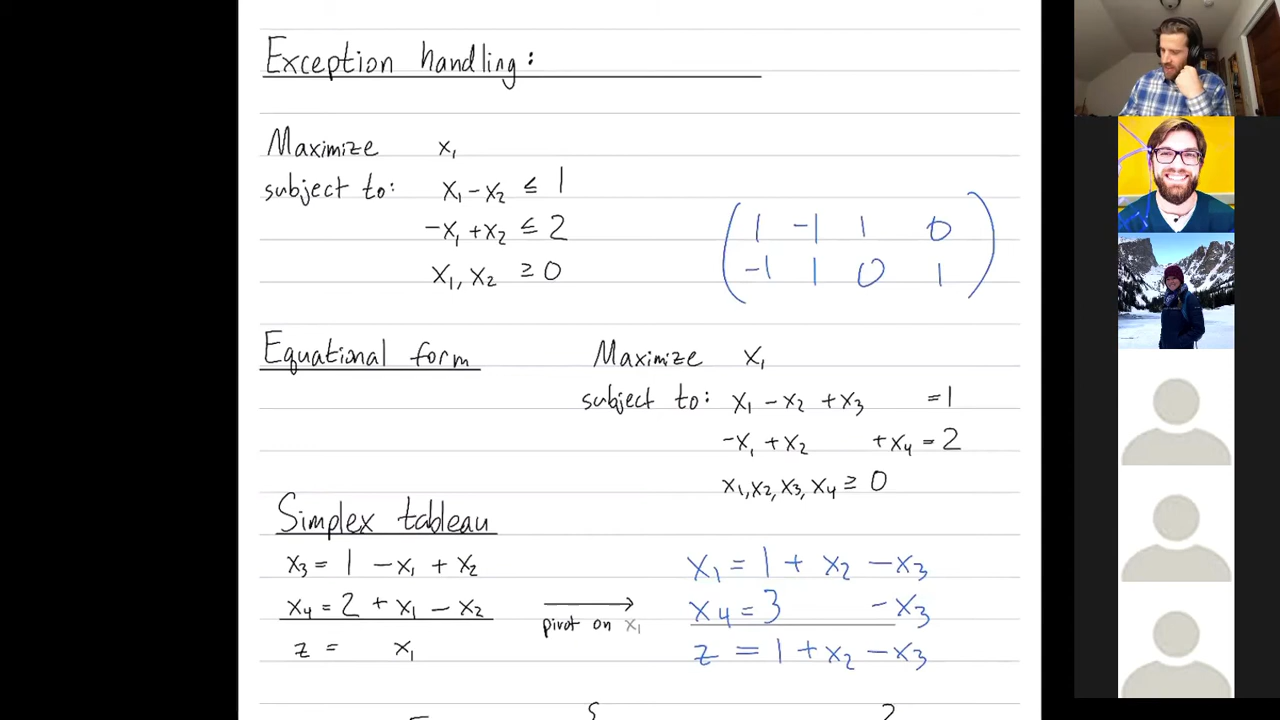 Exception handling:
Maximize x₁
subject to: x₁ - x₂ ≤ 1
-x₁ + x₂ ≤ 2
x₁, x₂ ≥ 0
( 1 -1 1 0
-1 1 0 1 )
Equational form
Maximize x₁
subject to: x₁ - x₂ + x₃ = 1
-x₁ + x₂ + x₄ = 2
x₁, x₂, x₃, x₄ ≥ 0
Simplex tableau
x₃ = 1 - x₁ + x₂
x₄ = 2 + x₁ - x₂
z = x₁
pivot on x₁
x₁ = 1 + x₂ - x₃
x₄ = 3 - x₃
z = 1 + x₂ - x₃